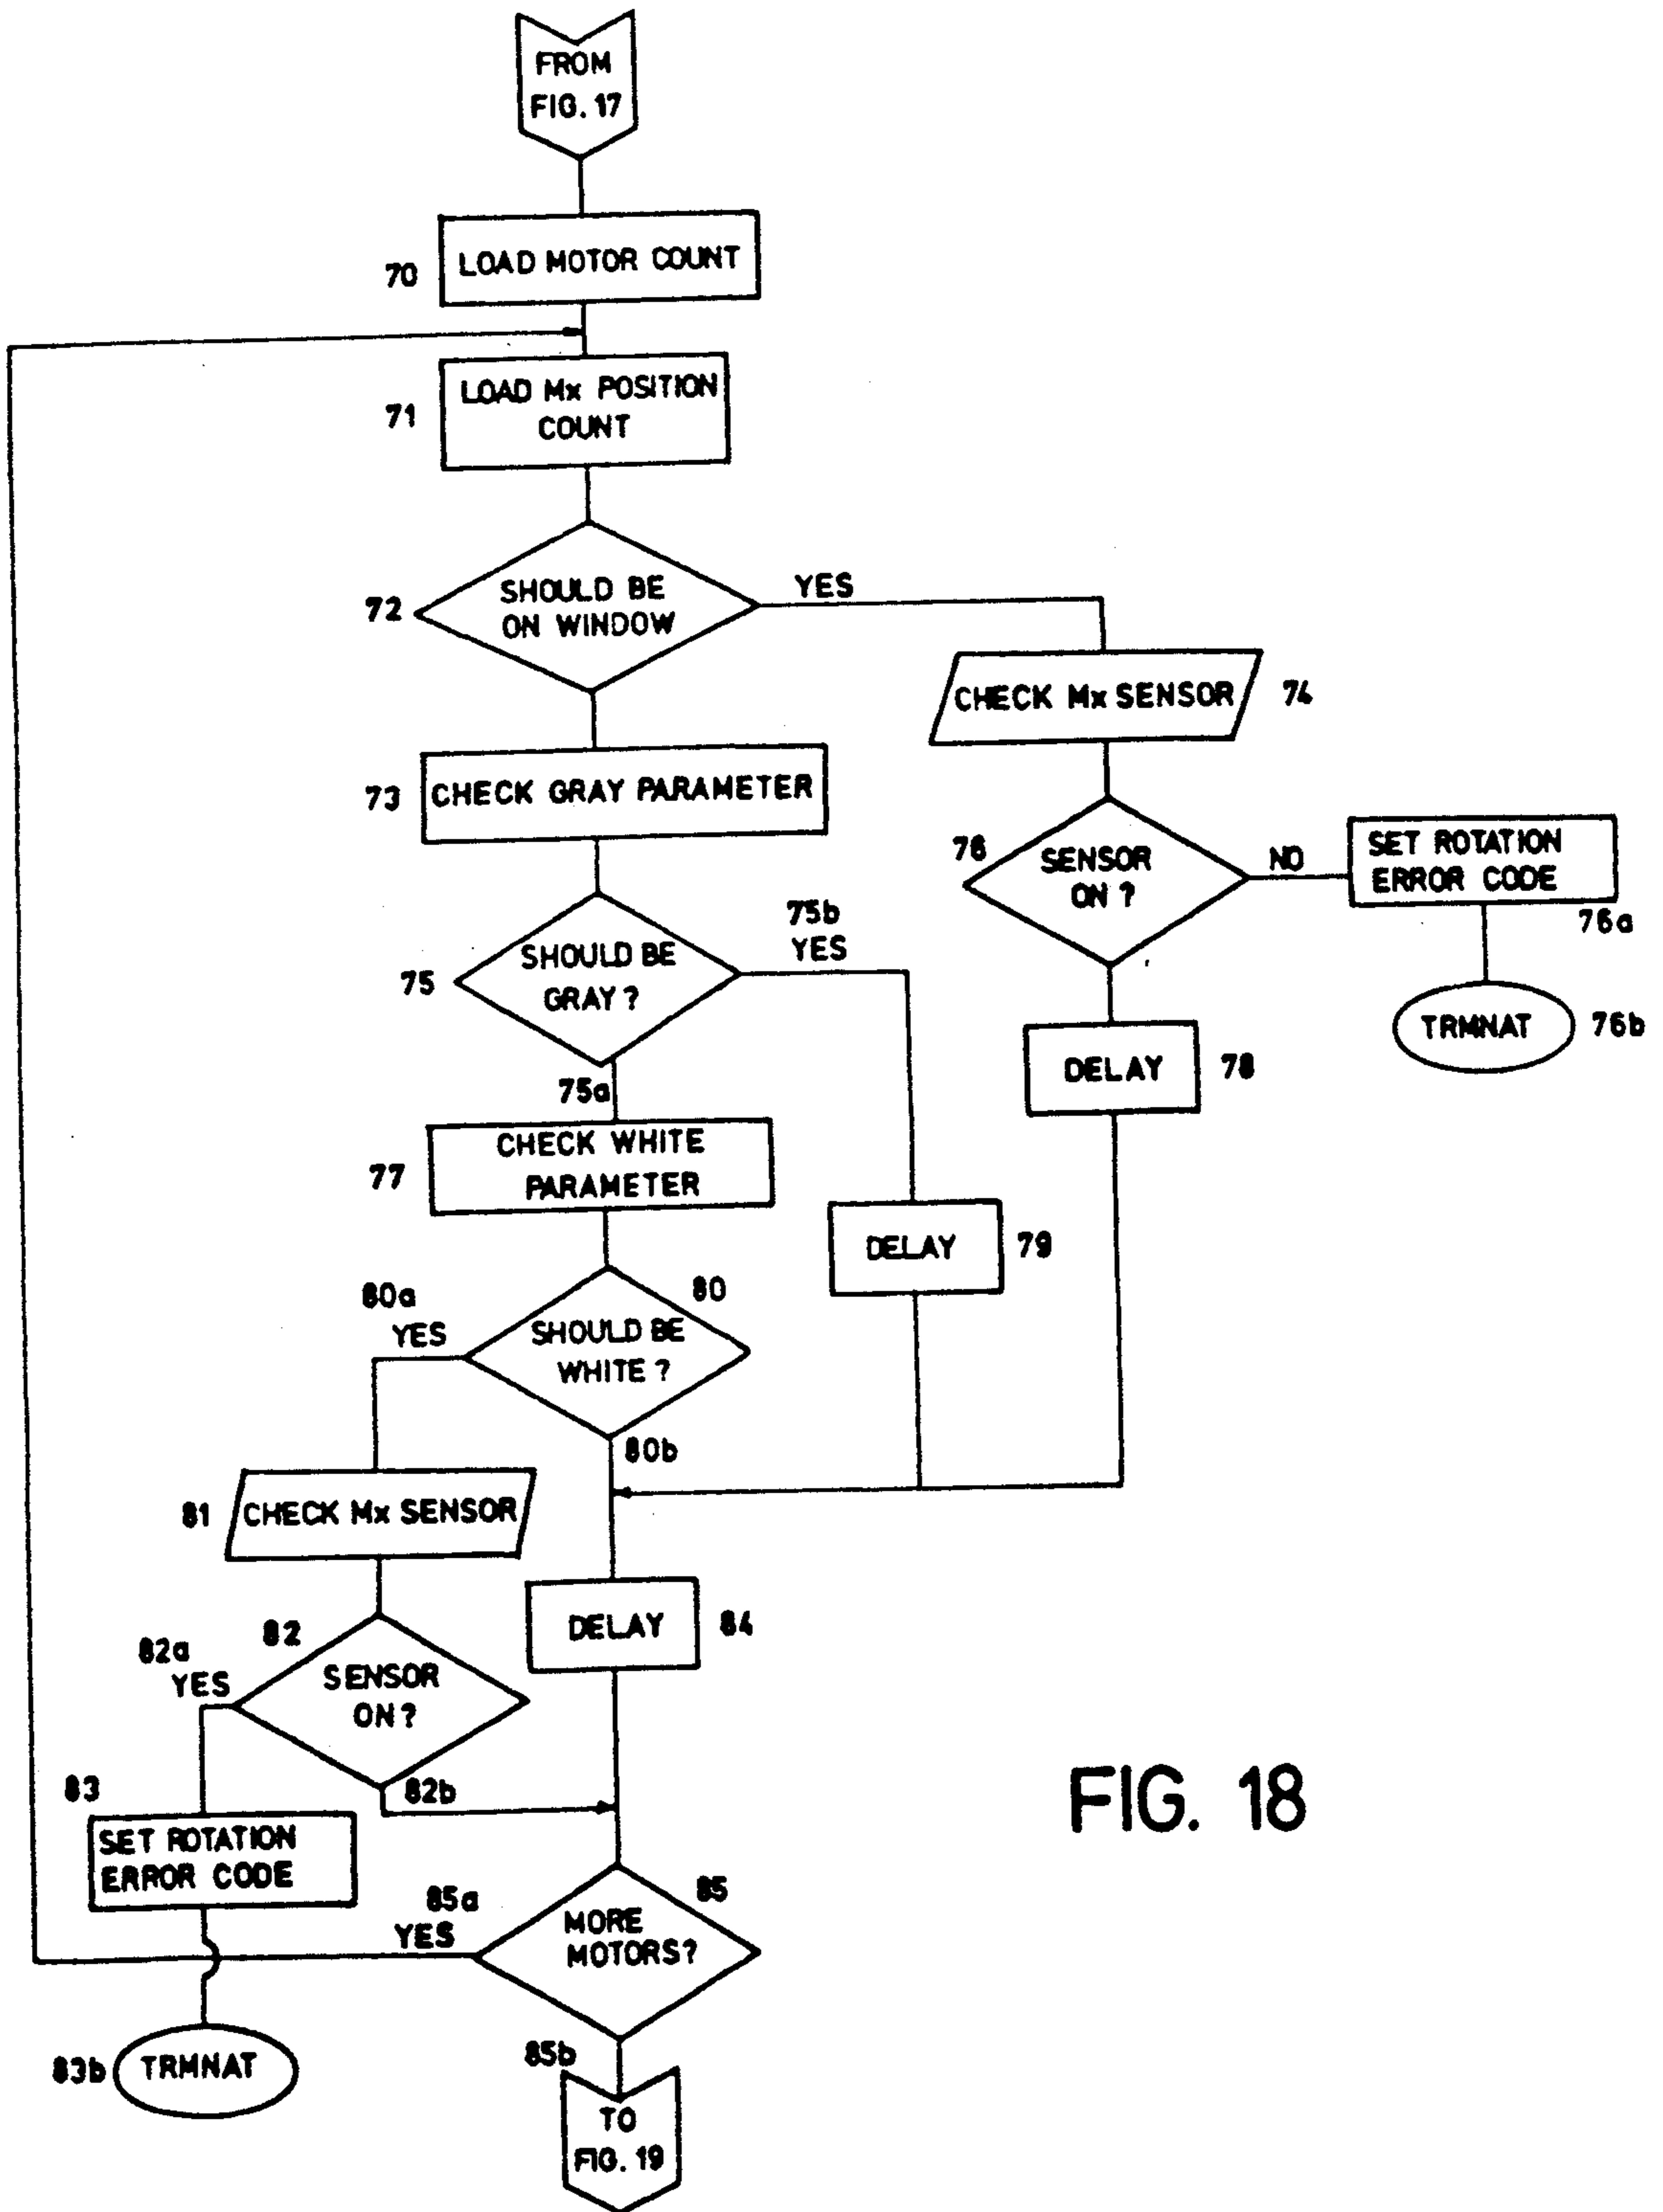 FROM
FIG. 17
70
LOAD MOTOR COUNT
71
LOAD Mx POSITION
COUNT
72
SHOULD BE
ON WINDOW
YES
CHECK Mx SENSOR
74
73
CHECK GRAY PARAMETER
76
SENSOR
ON ?
NO
SET ROTATION
ERROR CODE
76a
TRMNAT
76b
75
SHOULD BE
GRAY ?
75b
YES
75a
DELAY
78
77
CHECK WHITE
PARAMETER
DELAY
79
80a
YES
80
SHOULD BE
WHITE ?
80b
81
CHECK Mx SENSOR
DELAY
84
82a
YES
82
SENSOR
ON ?
82b
83
SET ROTATION
ERROR CODE
85a
YES
85
MORE
MOTORS?
83b
TRMNAT
85b
TO
FIG. 19
FIG. 18